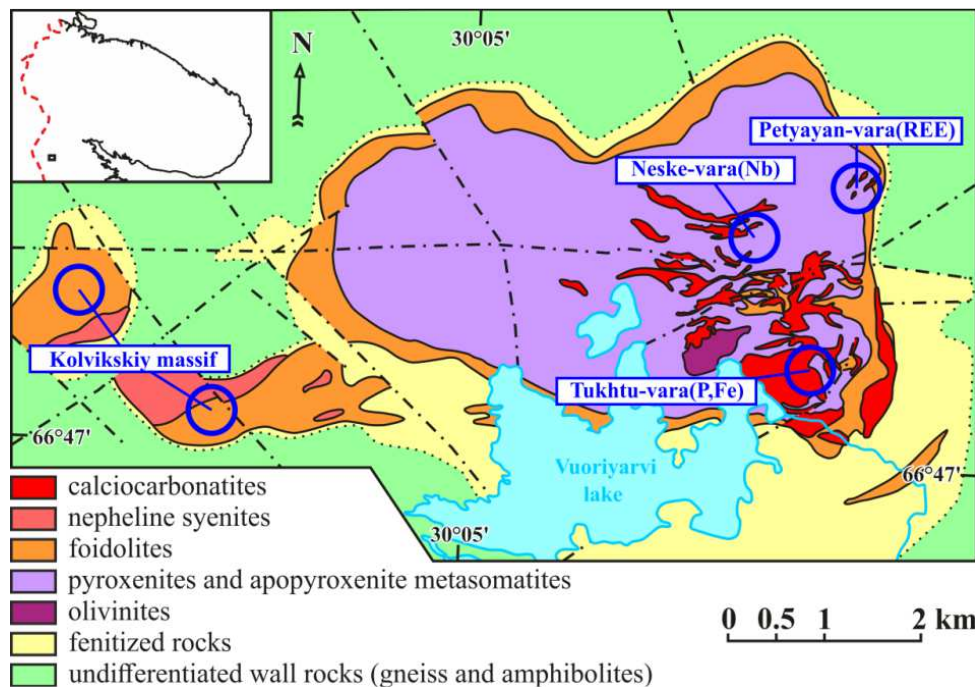 30°05'
N
Petyayan-vara(REE)
Neske-vara(Nb)
Kolvikskiy massif
Tukhtu-vara(P,Fe)
66°47'
Vuoriyarvi
lake
66°47'
30°05'
calciocarbonatites
nepheline syenites
foidolites
pyroxenites and apopyroxenite metasomatites
olivinites
fenitized rocks
undifferentiated wall rocks (gneiss and amphibolites)
0 0.5 1 2 km